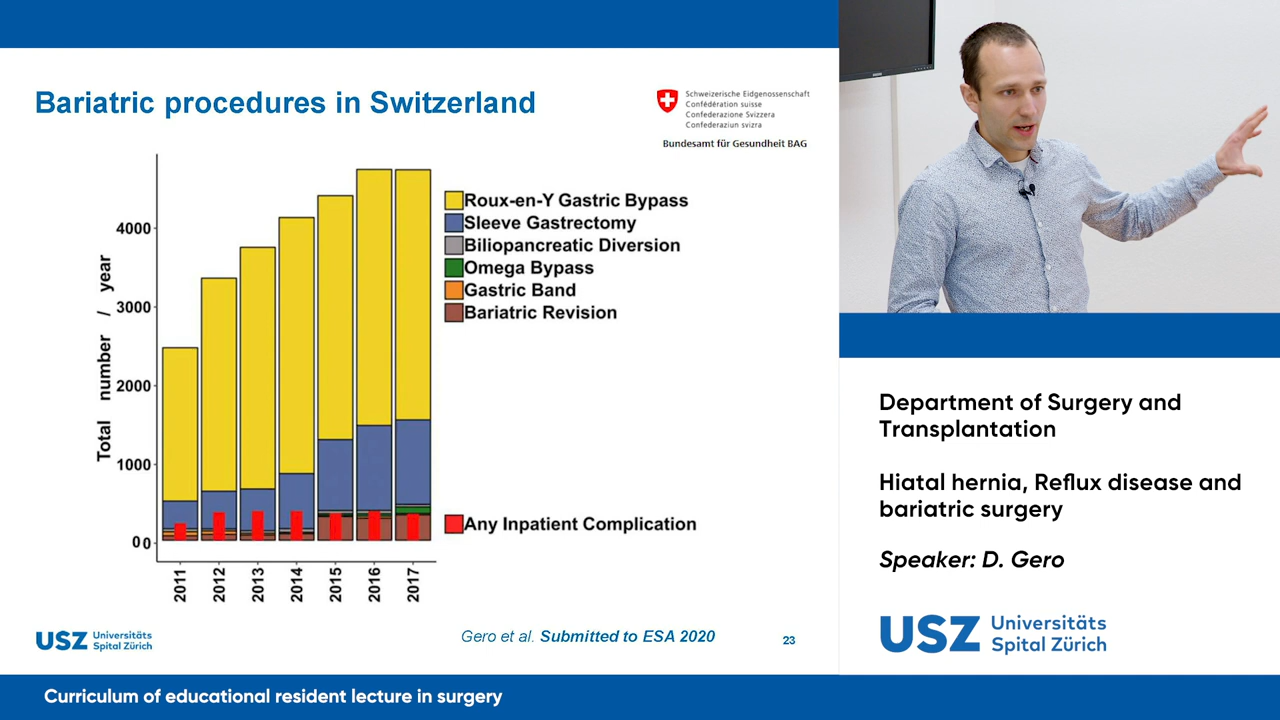 Bariatric procedures in Switzerland
Schweizerische Eidgenossenschaft
Confédération suisse
Confederazione Svizzera
Confederaziun svizra
Bundesamt für Gesundheit BAG
Total number / year
4000
3000
2000
1000
0 0
2011
2012
2013
2014
2015
2016
2017
Roux-en-Y Gastric Bypass
Sleeve Gastrectomy
Biliopancreatic Diversion
Omega Bypass
Gastric Band
Bariatric Revision
Any Inpatient Complication
USZ Universitäts
Spital Zürich
Gero et al. Submitted to ESA 2020
23
Department of Surgery and
Transplantation
Hiatal hernia, Reflux disease and
bariatric surgery
Speaker: D. Gero
USZ Universitäts
Spital Zürich
Curriculum of educational resident lecture in surgery